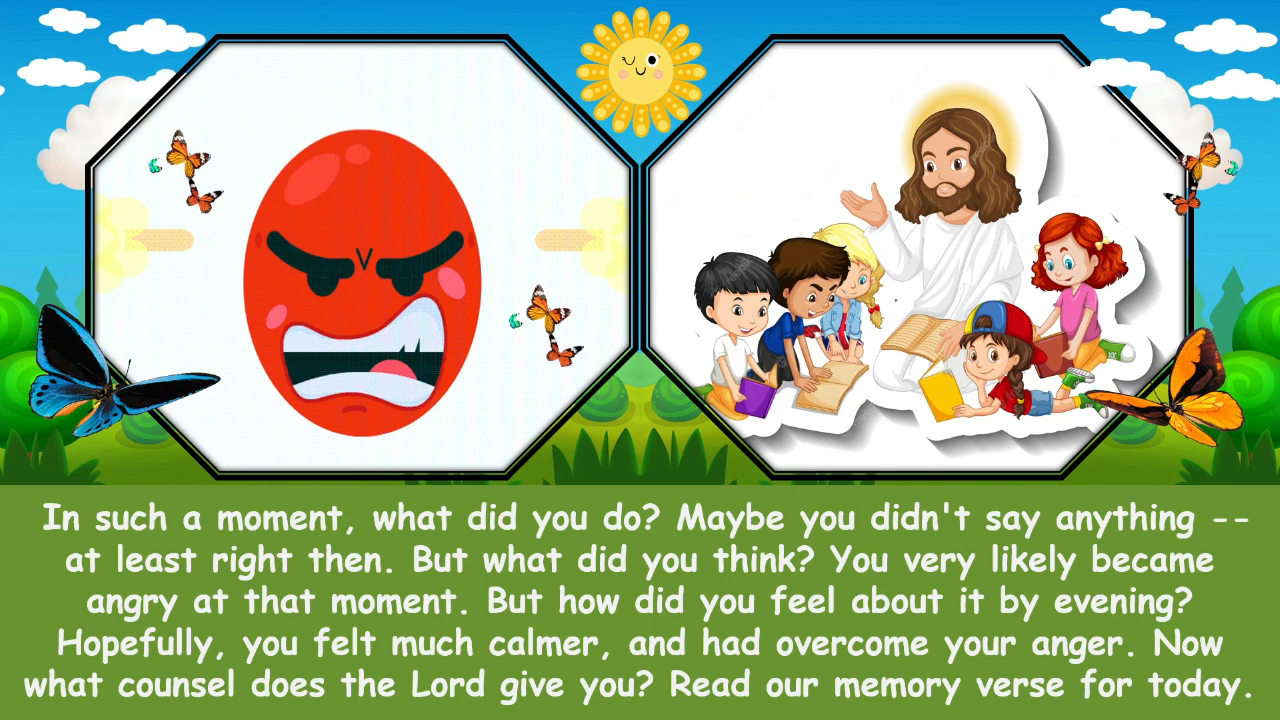 In such a moment, what did you do? Maybe you didn't say anything --
at least right then. But what did you think? You very likely became
angry at that moment. But how did you feel about it by evening?
Hopefully, you felt much calmer, and had overcome your anger. Now
what counsel does the Lord give you? Read our memory verse for today.